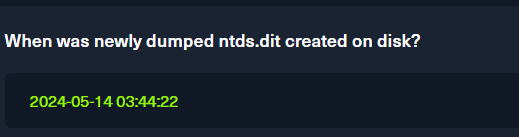 When was newly dumped ntds.dit created on disk?
2024-05-14 03:44:22